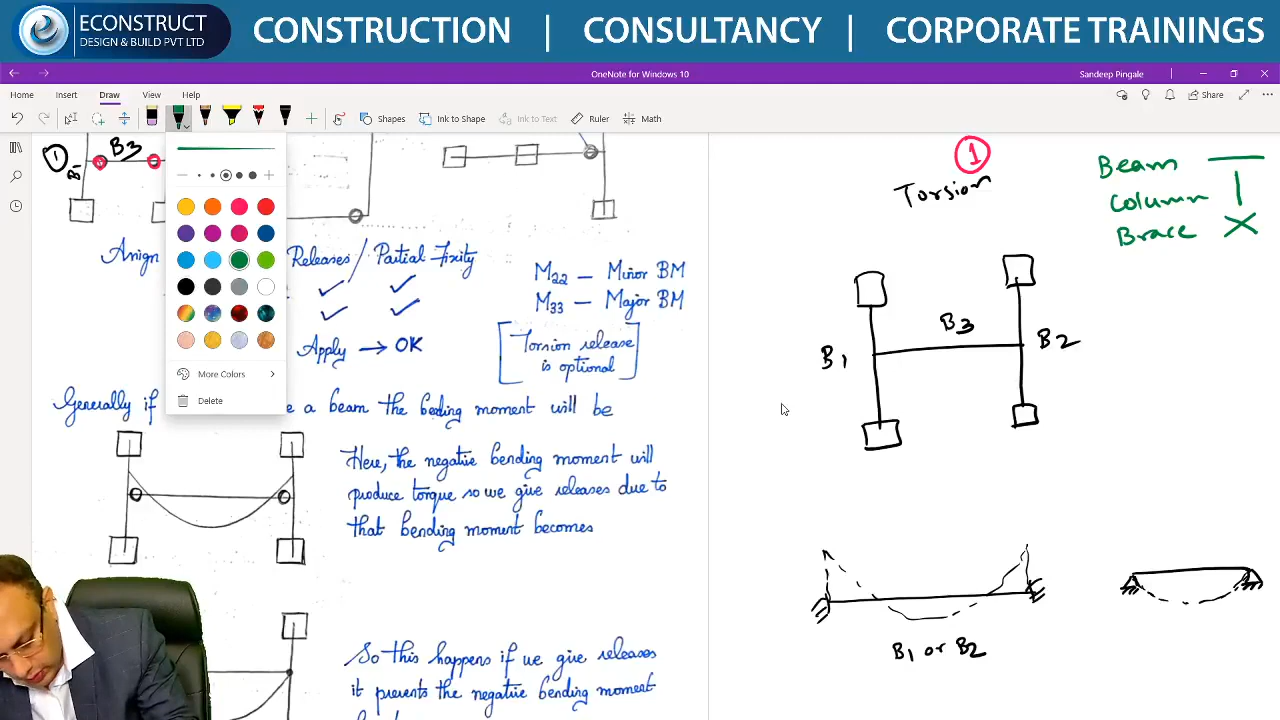 ECONSTRUCT
DESIGN & BUILD PVT LTD
CONSTRUCTION | CONSULTANCY | CORPORATE TRAININGS
OneNote for Windows 10
Sandeep Pingale
Home Insert Draw View Help
Share
Shapes Ink to Shape Ink to Text Ruler Math
1 B3
B1
1
Torsion
Beam
Column
Brace
Assign Releases / Partial Fixity
M22 — Minor BM
M33 — Major BM
Apply → OK
[Torsion release
is optional]
More Colors
Delete
Generally if a beam the bending moment will be
Here, the negative bending moment will
produce torque so we give releases due to
that bending moment becomes
So this happens if we give releases
it prevents the negative bending moment
B1 B3 B2
B1 or B2